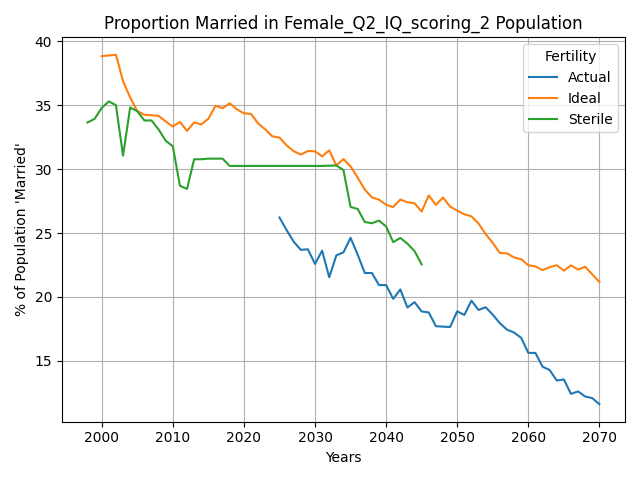 Proportion Married in Female_Q2_IQ_scoring_2 Population
% of Population 'Married'
40
35
30
25
20
15
Fertility
Actual
Ideal
Sterile
2000 2010 2020 2030 2040 2050 2060 2070
Years